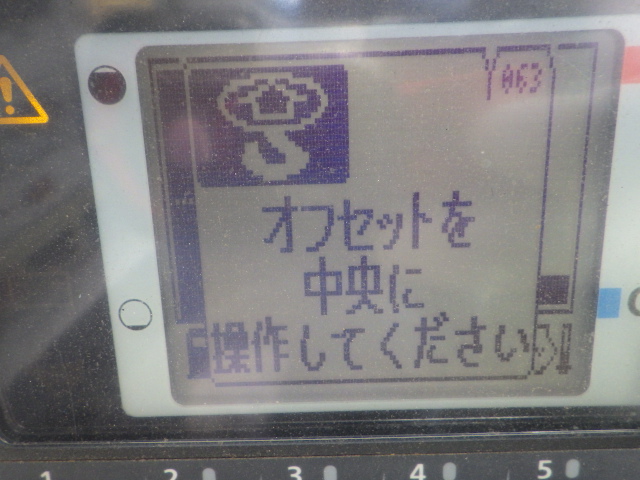 063
オフセットを
中央に
操作してください
1 2 3 4 5